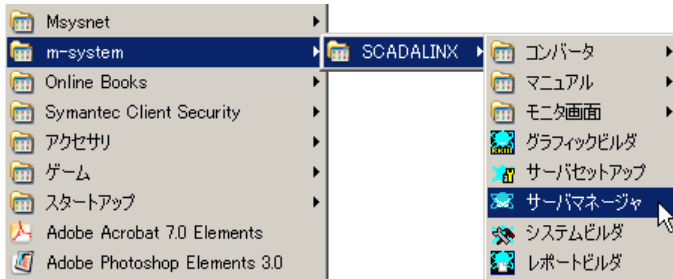 Msysnet
m-system
Online Books
Symantec Client Security
アクセサリ
ゲーム
スタートアップ
Adobe Acrobat 7.0 Elements
Adobe Photoshop Elements 3.0
SCADALINX
コンバータ
マニュアル
モニタ画面
グラフィックビルダ
サーバセットアップ
サーバマネージャ
システムビルダ
レポートビルダ